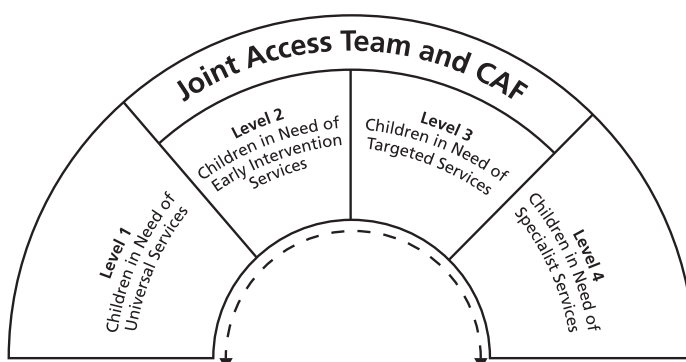 Joint Access Team and CAF
Level 1
Children in Need of
Universal Services
Level 2
Children in Need of
Early Intervention
Services
Level 3
Children in Need of
Targeted Services
Level 4
Children in Need of
Specialist Services